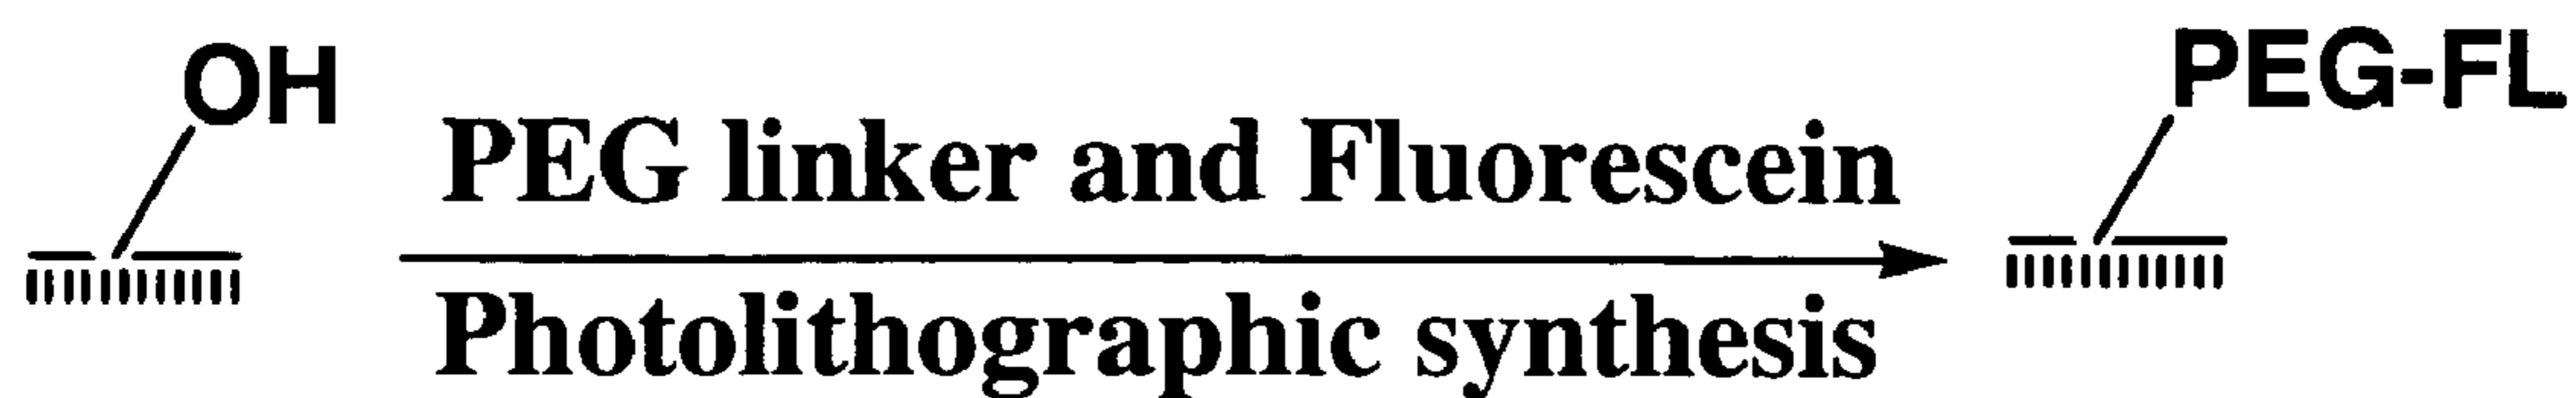 OH
PEG linker and Fluorescein
Photolithographic synthesis
PEG-FL